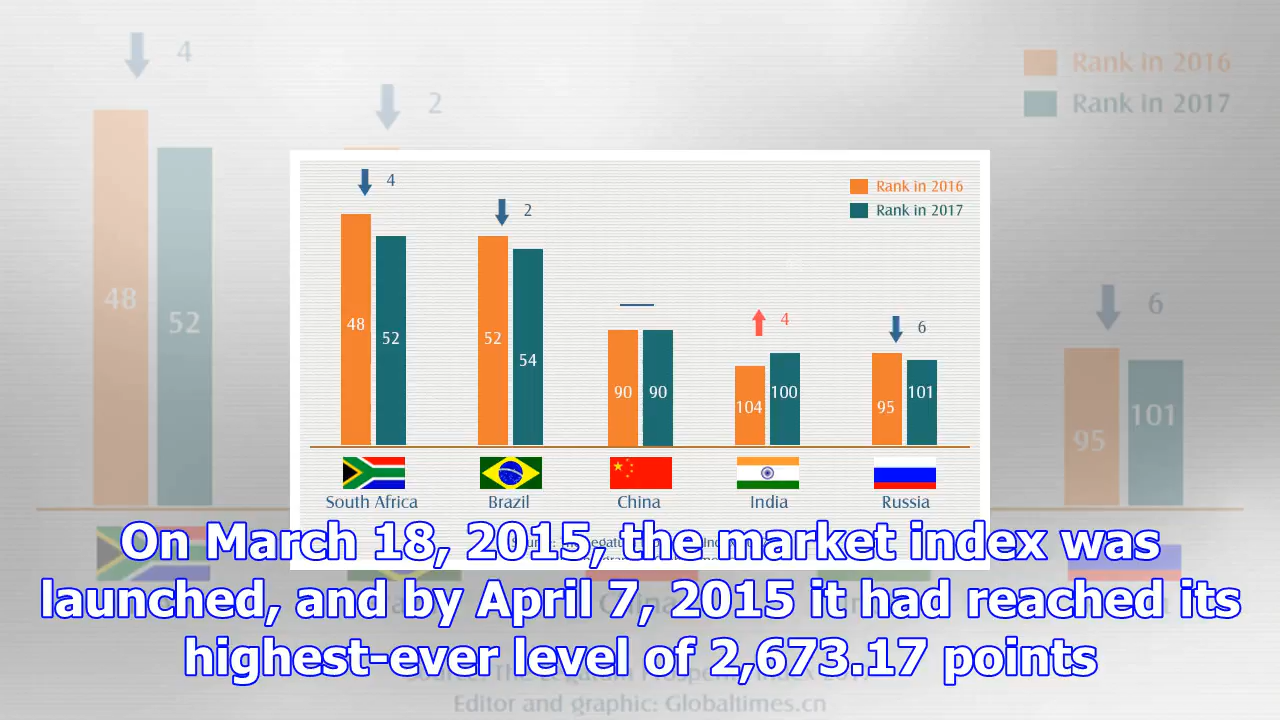 4
2
Rank in 2016
Rank in 2017
4
2
Rank in 2016
Rank in 2017
4
6
6
48
52
48
52
52
54
90
90
104
100
95
101
95
101
South Africa
Brazil
China
India
Russia
On March 18, 2015, the market index was
launched, and by April 7, 2015 it had reached its
highest-ever level of 2,673.17 points
Editor and graphic: Globaltimes.cn